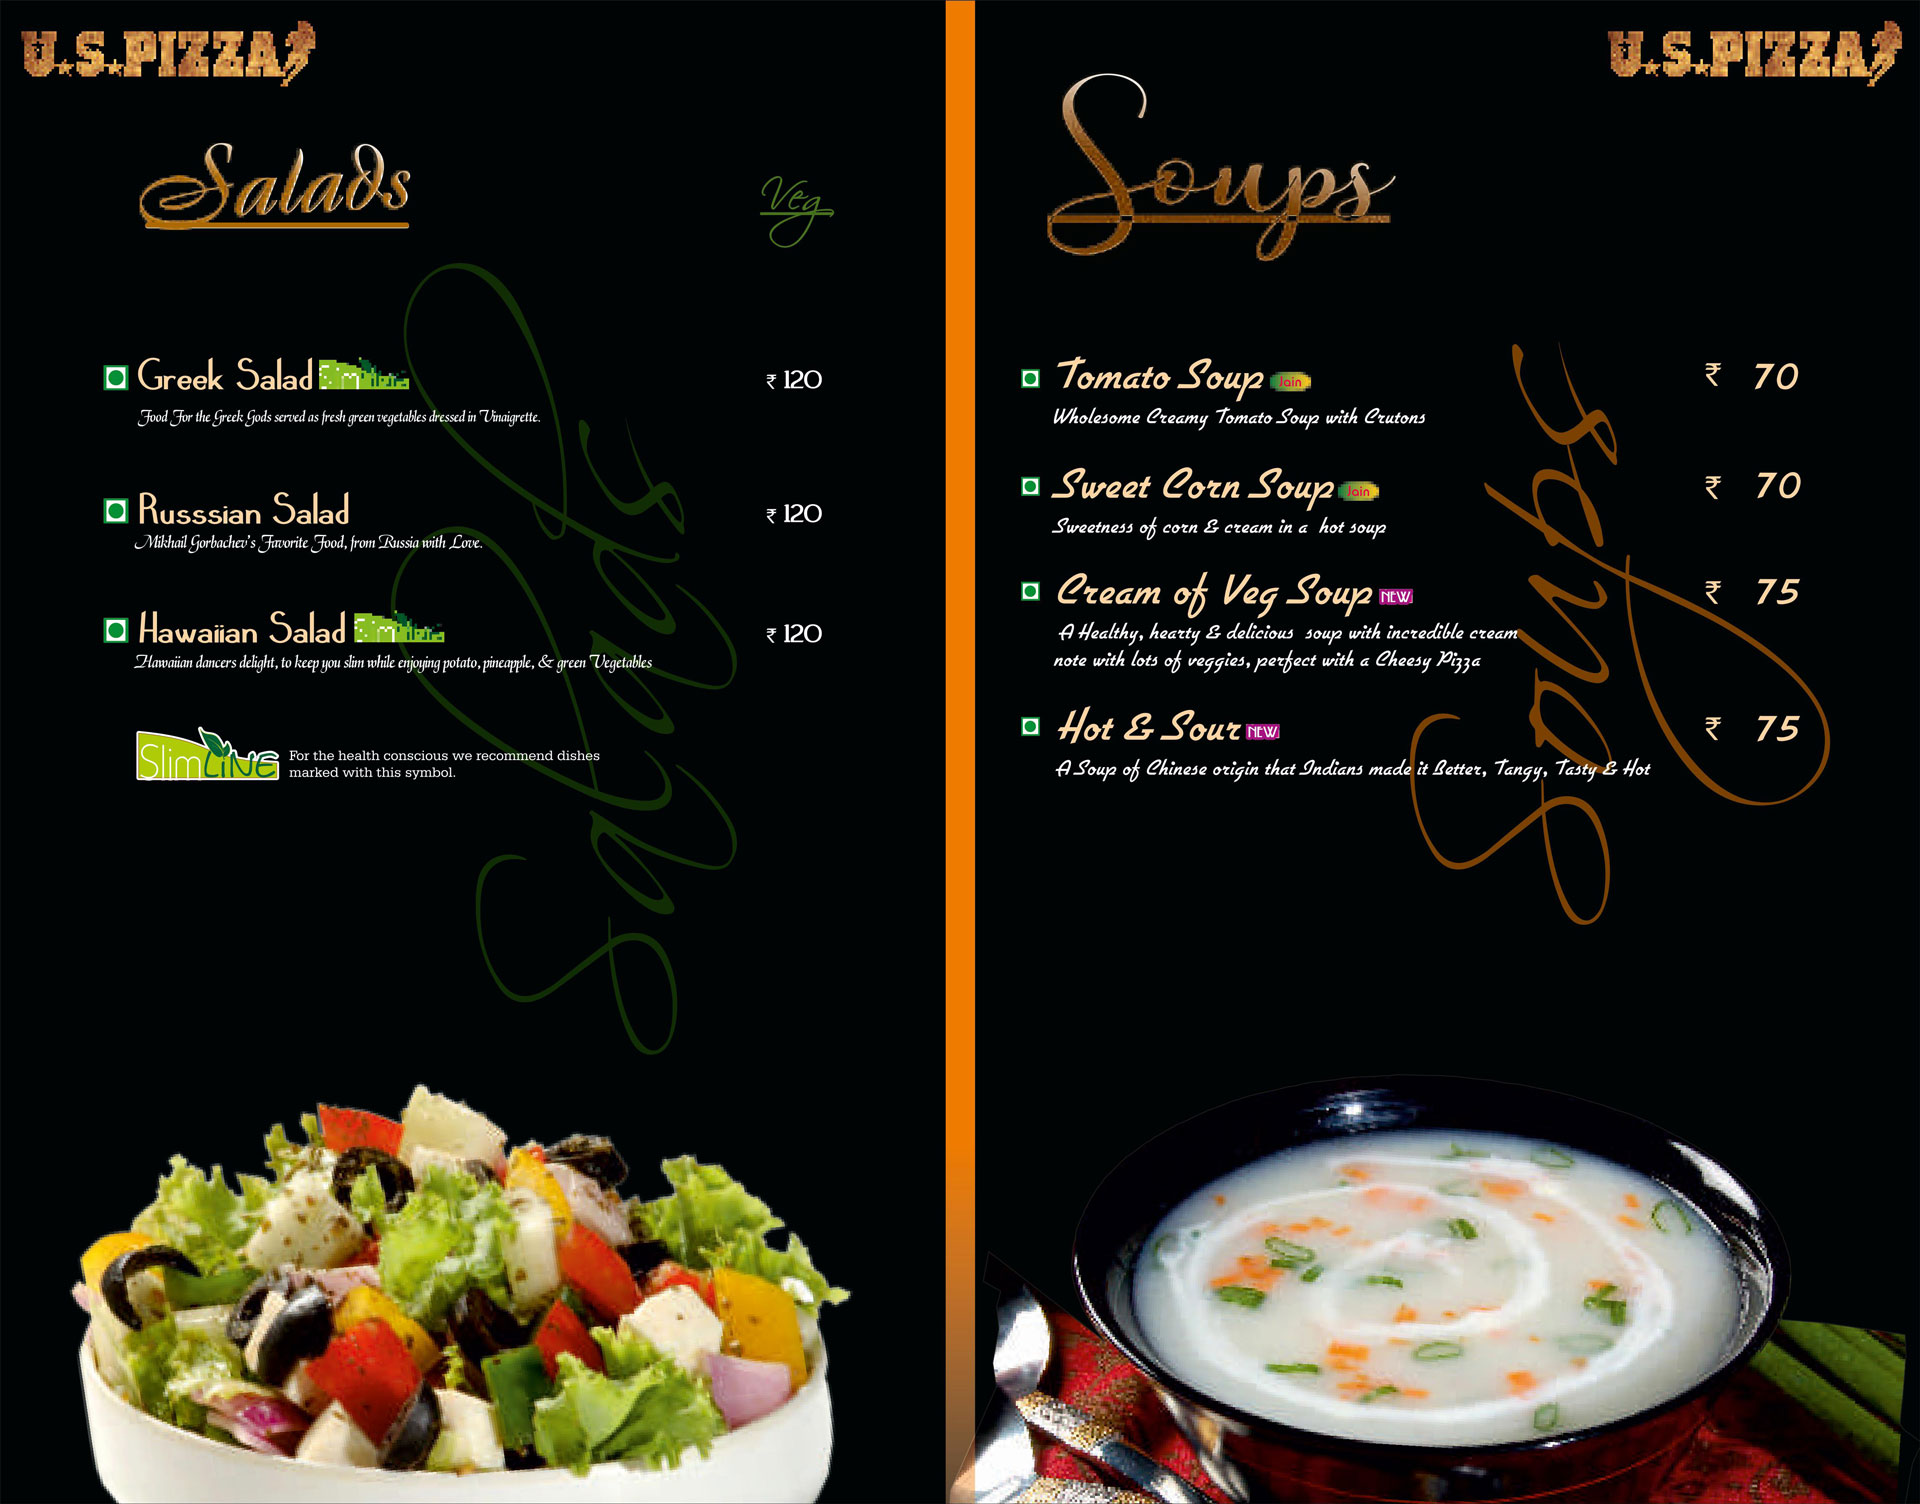 U.S.PIZZA
Salads
Veg
Greek Salad
₹ 120
Food For the Greek Gods served as fresh green vegetables dressed in Vinaigrette.
Russsian Salad
₹ 120
Mikhail Gorbachev's Favorite Food, from Russia with Love.
Hawaiian Salad
₹ 120
Hawaiian dancers delight, to keep you slim while enjoying potato, pineapple, & green Vegetables
SlimLINE
For the health conscious we recommend dishes
marked with this symbol.
Salads
U.S.PIZZA
Soups
Tomato Soup Jain
₹ 70
Wholesome Creamy Tomato Soup with Crutons
Sweet Corn Soup Jain
₹ 70
Sweetness of corn & cream in a hot soup
Cream of Veg Soup NEW
₹ 75
A Healthy, hearty & delicious soup with incredible cream
note with lots of veggies, perfect with a Cheesy Pizza
Hot & Sour NEW
₹ 75
A Soup of Chinese origin that Indians made it Better, Tangy, Tasty & Hot
Soups